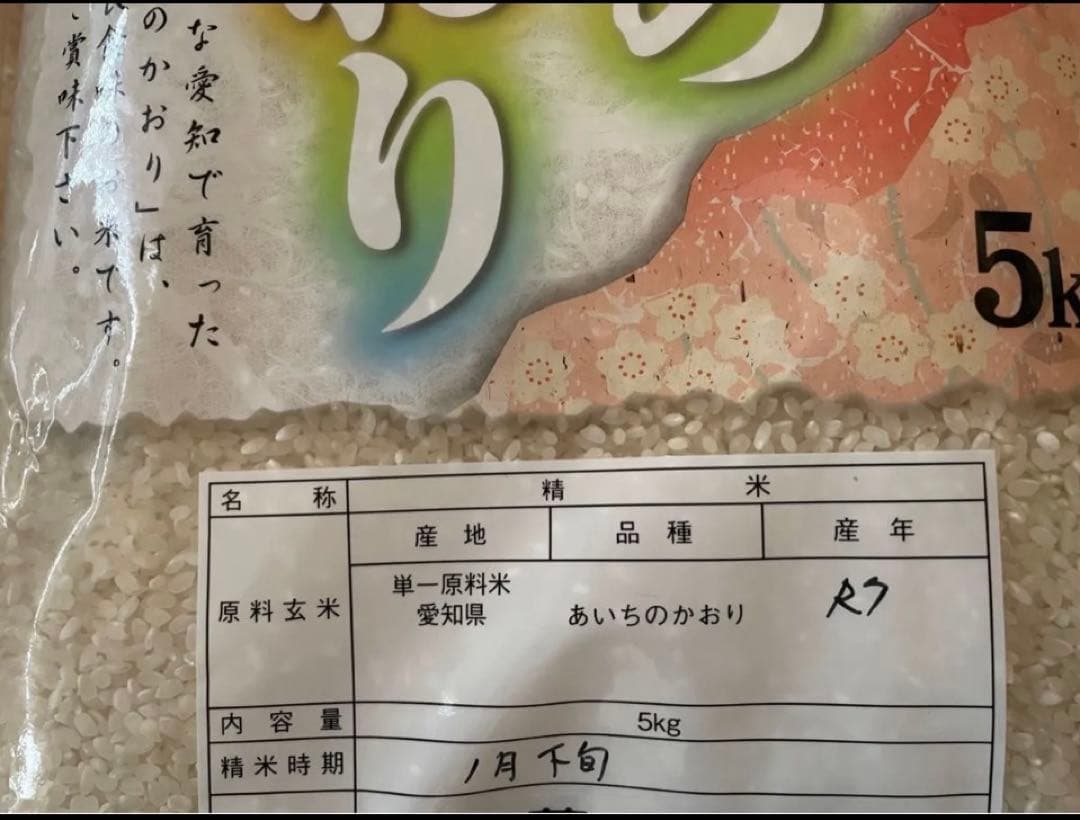 り
な愛知で育った
のかおり」は、
米です。
ご賞味下さい。
5k
名称 精米
産地 品種 産年
原料玄米
単一原料米
愛知県 あいちのかおり R7
内容量 5kg
精米時期 1月下旬